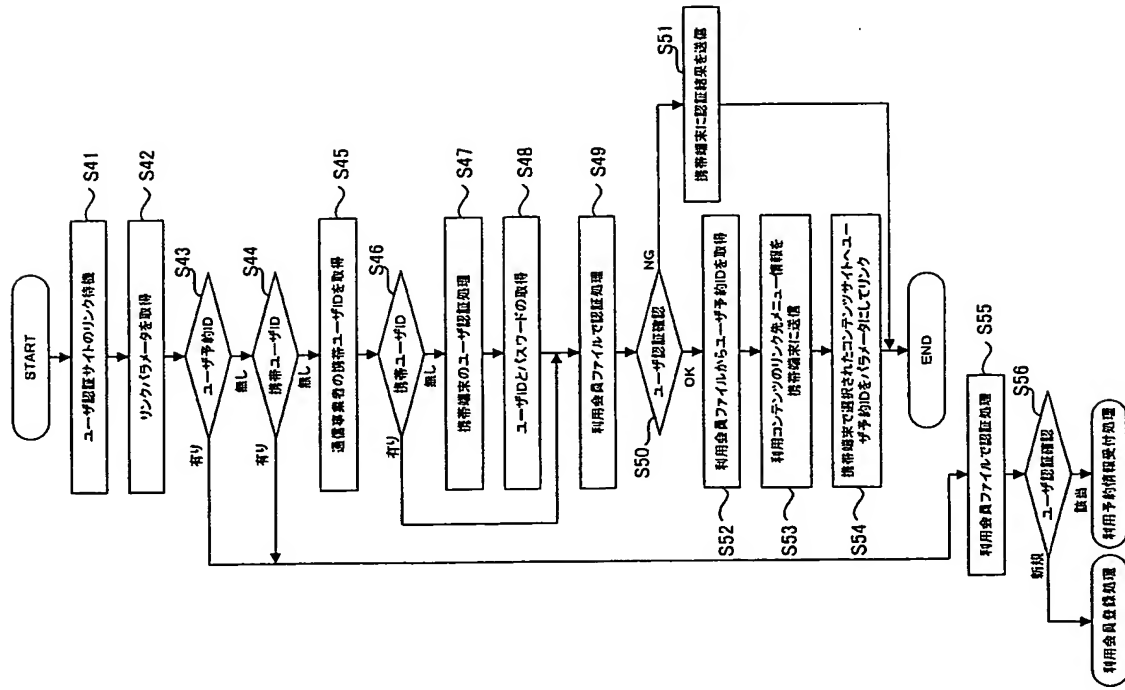 START
ユーザ認証サイトのリンク待機
S41
リンクパラメータを取得
S42
ユーザ予約ID
S43
有り
無し
携帯ユーザID
S44
有り
無し
通信事業者の携帯ユーザIDを取得
S45
携帯ユーザID
S46
有り
無し
携帯端末のユーザ認証処理
S47
ユーザIDとパスワードの取得
S48
利用会員ファイルで認証処理
S49
ユーザ認証確認
S50
NG
OK
携帯端末に認証結果を送信
S51
利用会員ファイルからユーザ予約IDを取得
S52
利用コンテンツのリンク先メニュー情報を
携帯端末に送信
S53
携帯端末で選択されたコンテンツサイトへユー
ザ予約IDをパラメータにしてリンク
S54
END
利用会員ファイルで認証処理
S55
ユーザ認証確認
S56
新規
該当
利用会員登録処理
利用予約情報受付処理